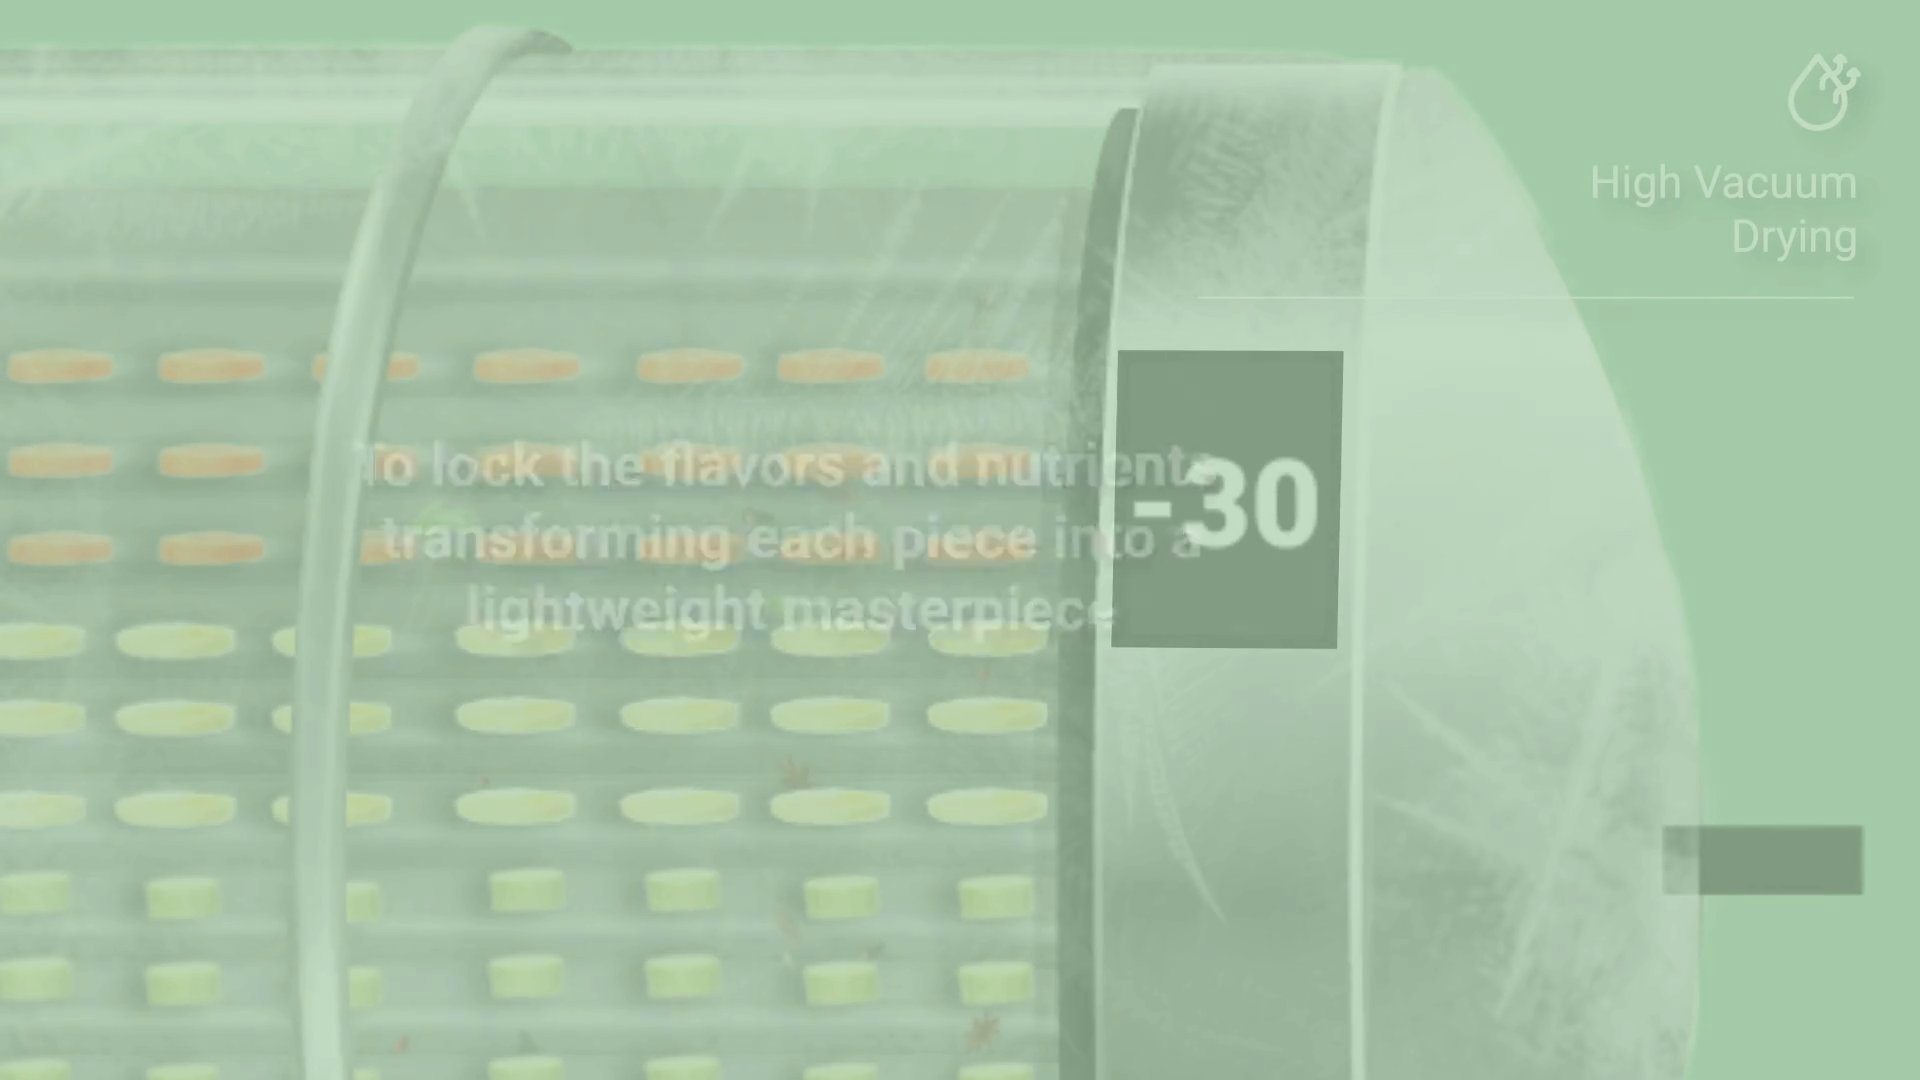 High Vacuum
Drying
To lock the flavors and nutrients
transforming each piece into a
lightweight masterpiece
-30